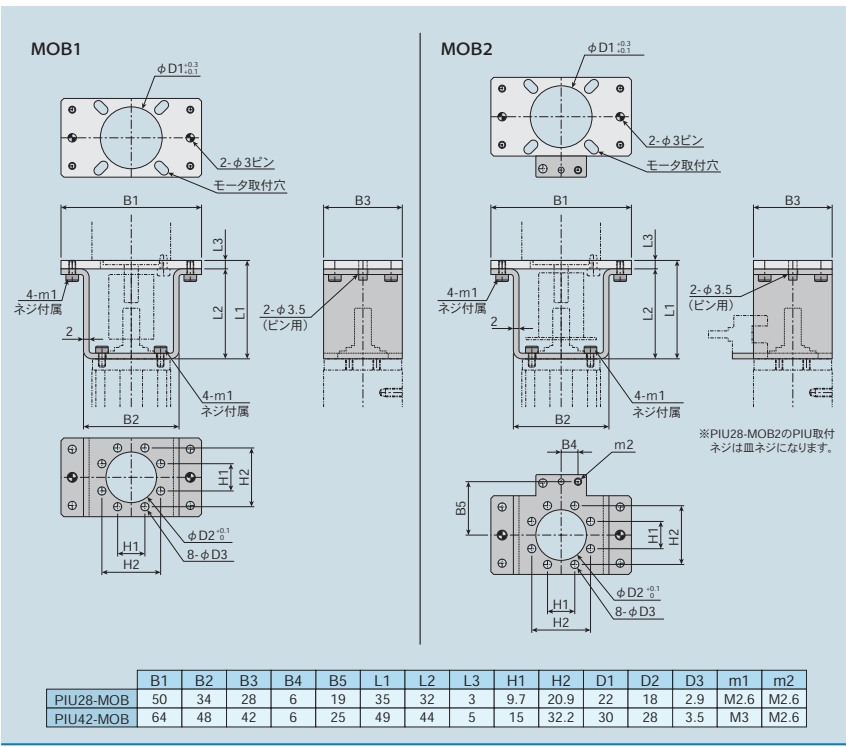 MOB1
φD1 +0.3 +0.1
2-φ3ピン
モータ取付穴
B1
B3
L3
L2
L1
4-m1
ネジ付属
2
2-φ3.5
（ピン用）
4-m1
ネジ付属
B2
H1
H2
φD2 +0.1 0
8-φD3
H1
H2
MOB2
φD1 +0.3 +0.1
2-φ3ピン
モータ取付穴
B1
B3
L3
L2
L1
4-m1
ネジ付属
2
2-φ3.5
（ピン用）
4-m1
ネジ付属
B2
※PIU28-MOB2のPIU取付
ネジは皿ネジになります。
B4
m2
B5
H1
H2
φD2 +0.1 0
8-φD3
H1
H2
B1 B2 B3 B4 B5 L1 L2 L3 H1 H2 D1 D2 D3 m1 m2
PIU28-MOB 50 34 28 6 19 35 32 3 9.7 20.9 22 18 2.9 M2.6 M2.6
PIU42-MOB 64 48 42 6 25 49 44 5 15 32.2 30 28 3.5 M3 M2.6